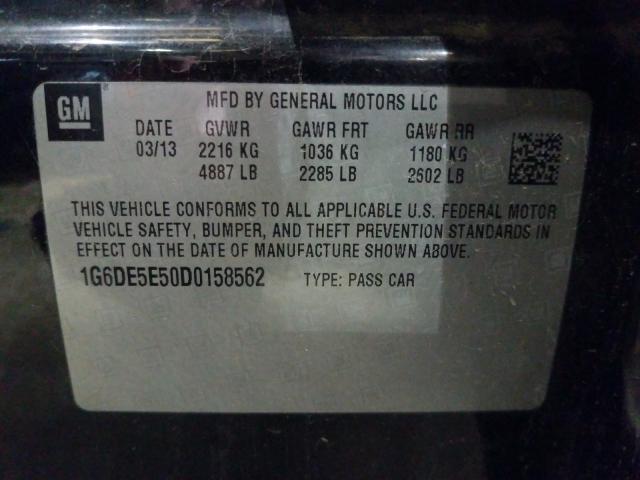 GM
MFD BY GENERAL MOTORS LLC
DATE GVWR GAWR FRT GAWR RR
03/13 2216 KG 1036 KG 1180 KG
4887 LB 2285 LB 2602 LB
THIS VEHICLE CONFORMS TO ALL APPLICABLE U.S. FEDERAL MOTOR
VEHICLE SAFETY, BUMPER, AND THEFT PREVENTION STANDARDS IN
EFFECT ON THE DATE OF MANUFACTURE SHOWN ABOVE.
1G6DE5E50D0158562 TYPE: PASS CAR